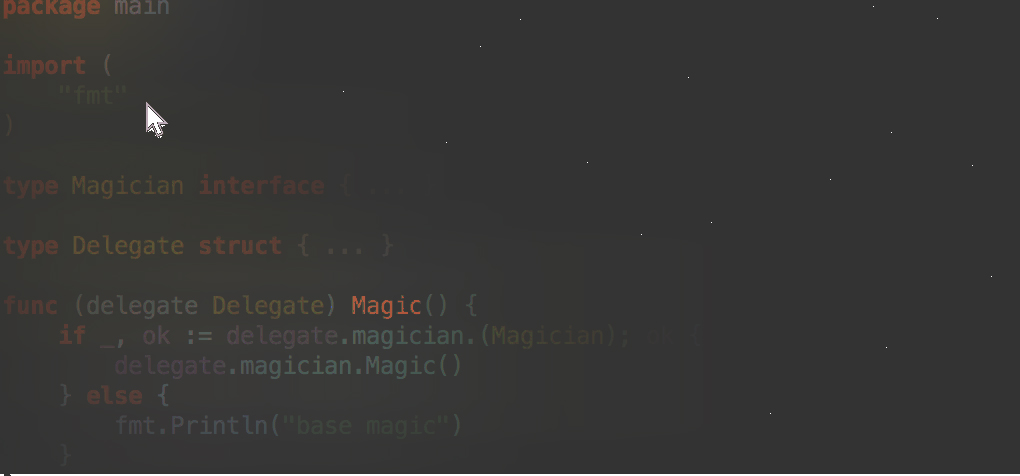 package main
import (
    "fmt"
)
type Magician interface { ...
type Delegate struct { ... }
func (delegate Delegate) Magic() {
    if _, ok := delegate.magician.(Magician); ok {
        delegate.magician.Magic()
    } else {
        fmt.Println("base magic")
    }